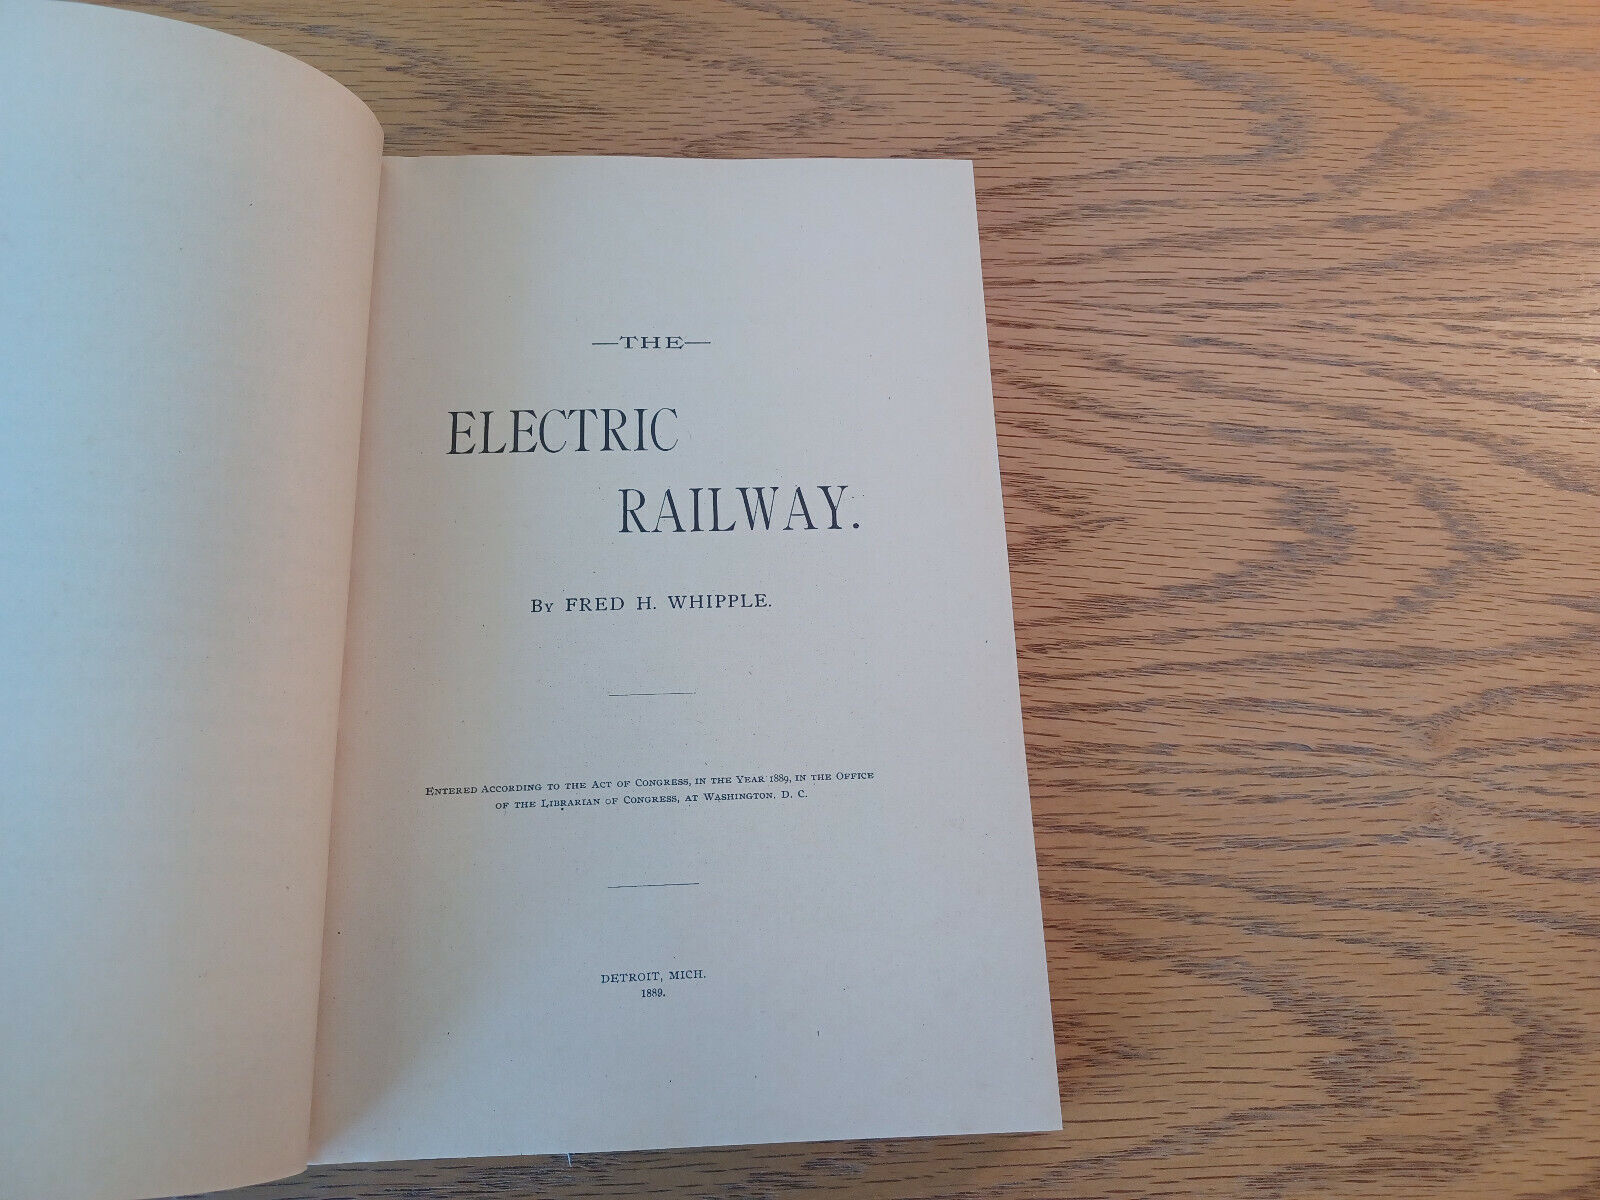 —THE—
ELECTRIC
RAILWAY.
By FRED H. WHIPPLE.
Entered According to the Act of Congress, in the Year 1889, in the Office
of the Librarian of Congress, at Washington. D. C.
DETROIT, MICH.
1889.